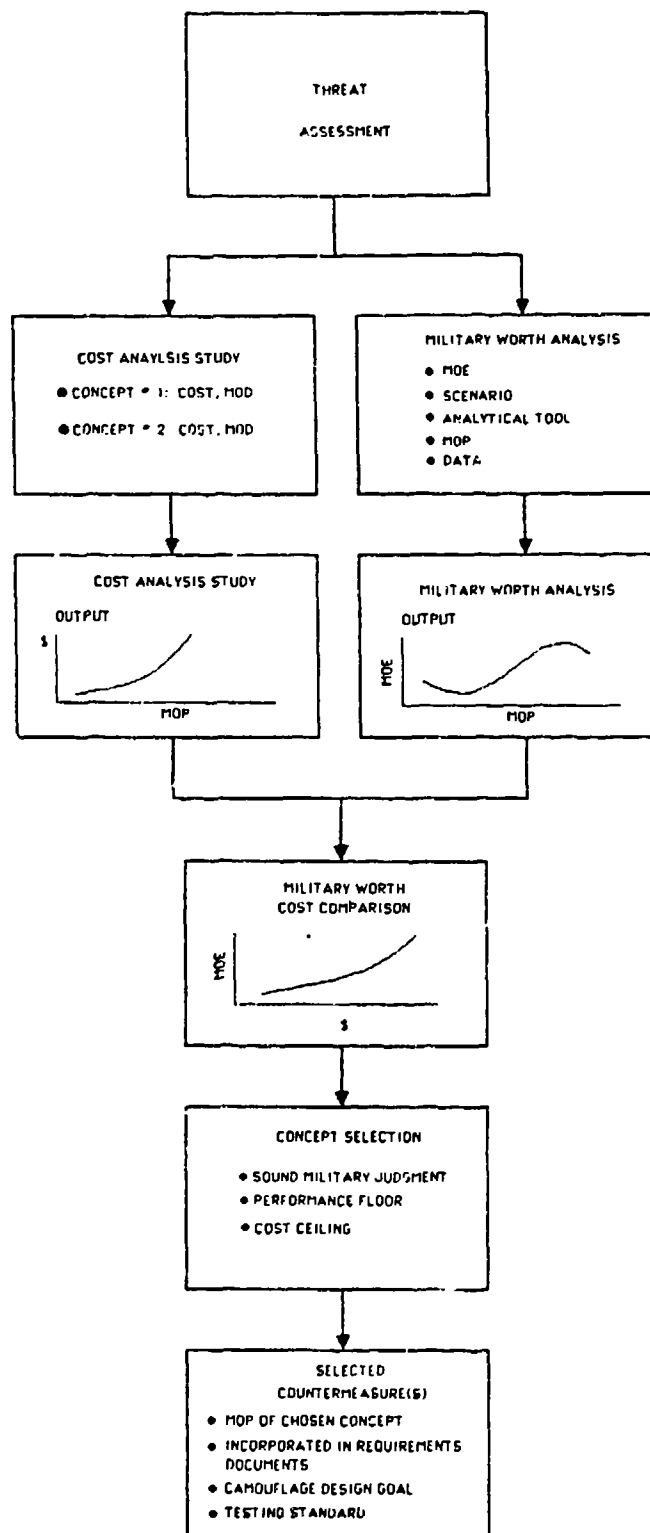 THREAT
ASSESSMENT
COST ANAYLSIS STUDY
● CONCEPT # 1: COST, MOD
● CONCEPT # 2 COST, MOD
MILITARY WORTH ANALYSIS
● MOE
● SCENARIO
● ANALYTICAL TOOL
● MOP
● DATA
COST ANALYSIS STUDY
OUTPUT
$
MOP
MILITARY WORTH ANALYSIS
OUTPUT
MOE
MOP
MILITARY WORTH
COST COMPARISON
MOE
$
CONCEPT SELECTION
● SOUND MILITARY JUDGMENT
● PERFORMANCE FLOOR
● COST CEILING
SELECTED
COUNTERMEASURE(S)
● MOP OF CHOSEN CONCEPT
● INCORPORATED IN REQUIREMENTS
DOCUMENTS
● CAMOUFLAGE DESIGN GOAL
● TESTING STANDARD